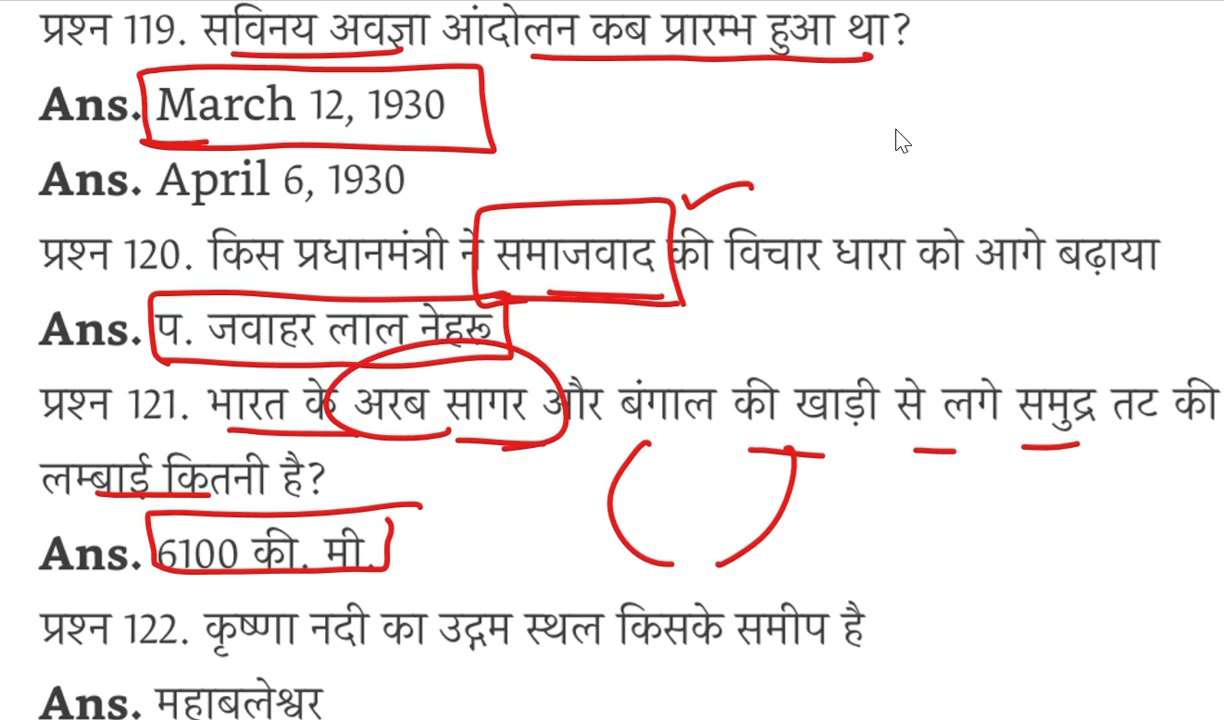 प्रश्न 119. सविनय अवज्ञा आंदोलन कब प्रारम्भ हुआ था?
Ans. March 12, 1930
Ans. April 6, 1930
प्रश्न 120. किस प्रधानमंत्री ने समाजवाद की विचार धारा को आगे बढ़ाया
Ans. प. जवाहर लाल नेहरू
प्रश्न 121. भारत के अरब सागर और बंगाल की खाड़ी से लगे समुद्र तट की
लम्बाई कितनी है?
Ans. 6100 की. मी.
प्रश्न 122. कृष्णा नदी का उद्गम स्थल किसके समीप है
Ans. महाबलेश्वर